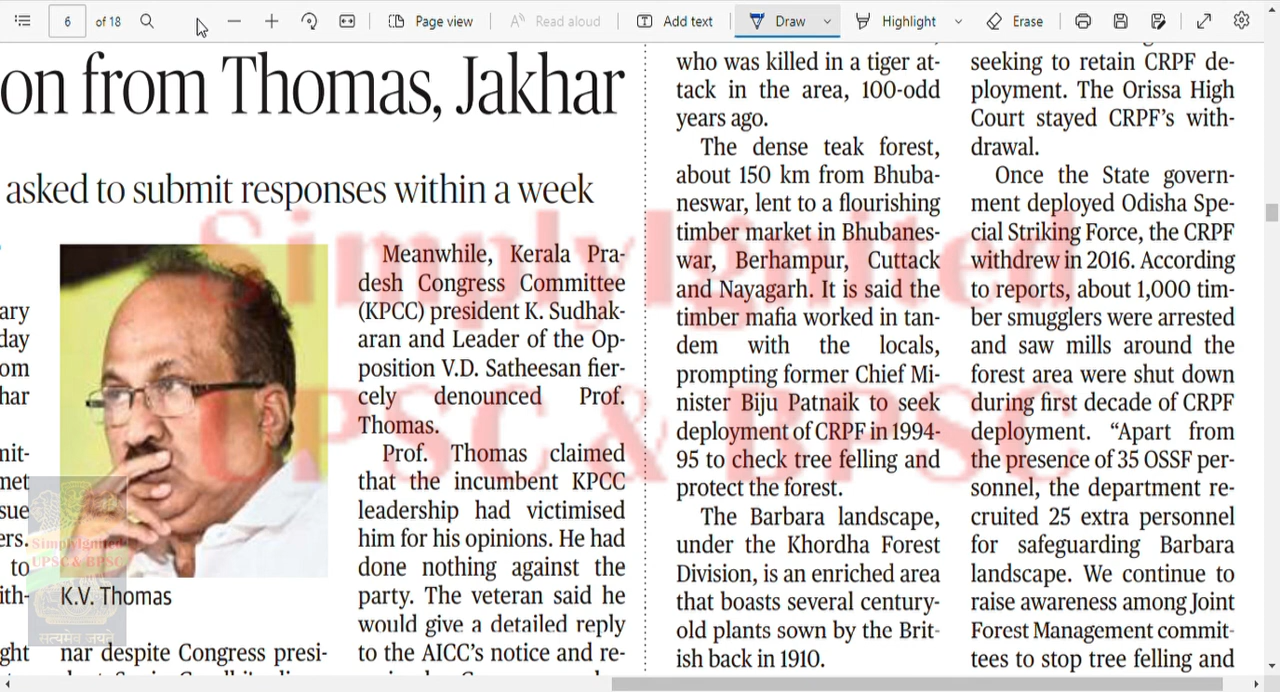 6
of 18
Page view
Read aloud
Add text
Draw
Highlight
Erase
on from Thomas, Jakhar
asked to submit responses within a week
ary
day
om
har
mit-
met
sue
ers.
to
ith-
ght
K.V. Thomas
nar despite Congress presi-
Meanwhile, Kerala Pra-
desh Congress Committee
(KPCC) president K. Sudhak-
aran and Leader of the Op-
position V.D. Satheesan fier-
cely denounced Prof.
Thomas.
Prof. Thomas claimed
that the incumbent KPCC
leadership had victimised
him for his opinions. He had
done nothing against the
party. The veteran said he
would give a detailed reply
to the AICC's notice and re-
who was killed in a tiger at-
tack in the area, 100-odd
years ago.
The dense teak forest,
about 150 km from Bhuba-
neswar, lent to a flourishing
timber market in Bhubanes-
war, Berhampur, Cuttack
and Nayagarh. It is said the
timber mafia worked in tan-
dem with the locals,
prompting former Chief Mi-
nister Biju Patnaik to seek
deployment of CRPF in 1994-
95 to check tree felling and
protect the forest.
The Barbara landscape,
under the Khordha Forest
Division, is an enriched area
that boasts several century-
old plants sown by the Brit-
ish back in 1910.
seeking to retain CRPF de-
ployment. The Orissa High
Court stayed CRPF's with-
drawal.
Once the State govern-
ment deployed Odisha Spe-
cial Striking Force, the CRPF
withdrew in 2016. According
to reports, about 1,000 tim-
ber smugglers were arrested
and saw mills around the
forest area were shut down
during first decade of CRPF
deployment. “Apart from
the presence of 35 OSSF per-
sonnel, the department re-
cruited 25 extra personnel
for safeguarding Barbara
landscape. We continue to
raise awareness among Joint
Forest Management commit-
tees to stop tree felling and
SimplyIgnited
UPSC & BPSC
SimplyIgnited
UPSC & BPSC
सत्यमेव जयते